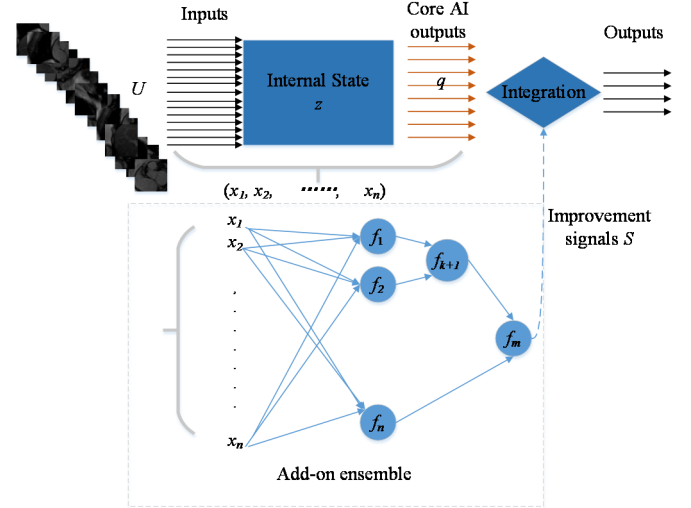 Inputs
Core AI
outputs
Outputs
U
Internal State
z
q
Integration
(x1, x2, ......, xn)
x1
x2
.
.
.
.
.
.
.
xn
f1
f2
fk+1
fm
fn
Improvement
signals S
Add-on ensemble